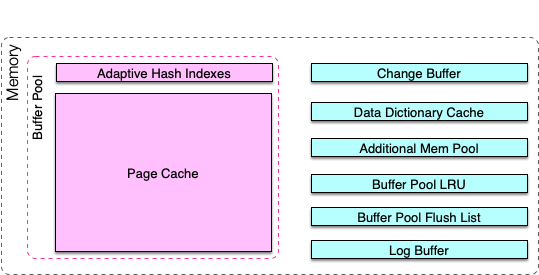 Memory
Buffer Pool
Adaptive Hash Indexes
Page Cache
Change Buffer
Data Dictionary Cache
Additional Mem Pool
Buffer Pool LRU
Buffer Pool Flush List
Log Buffer